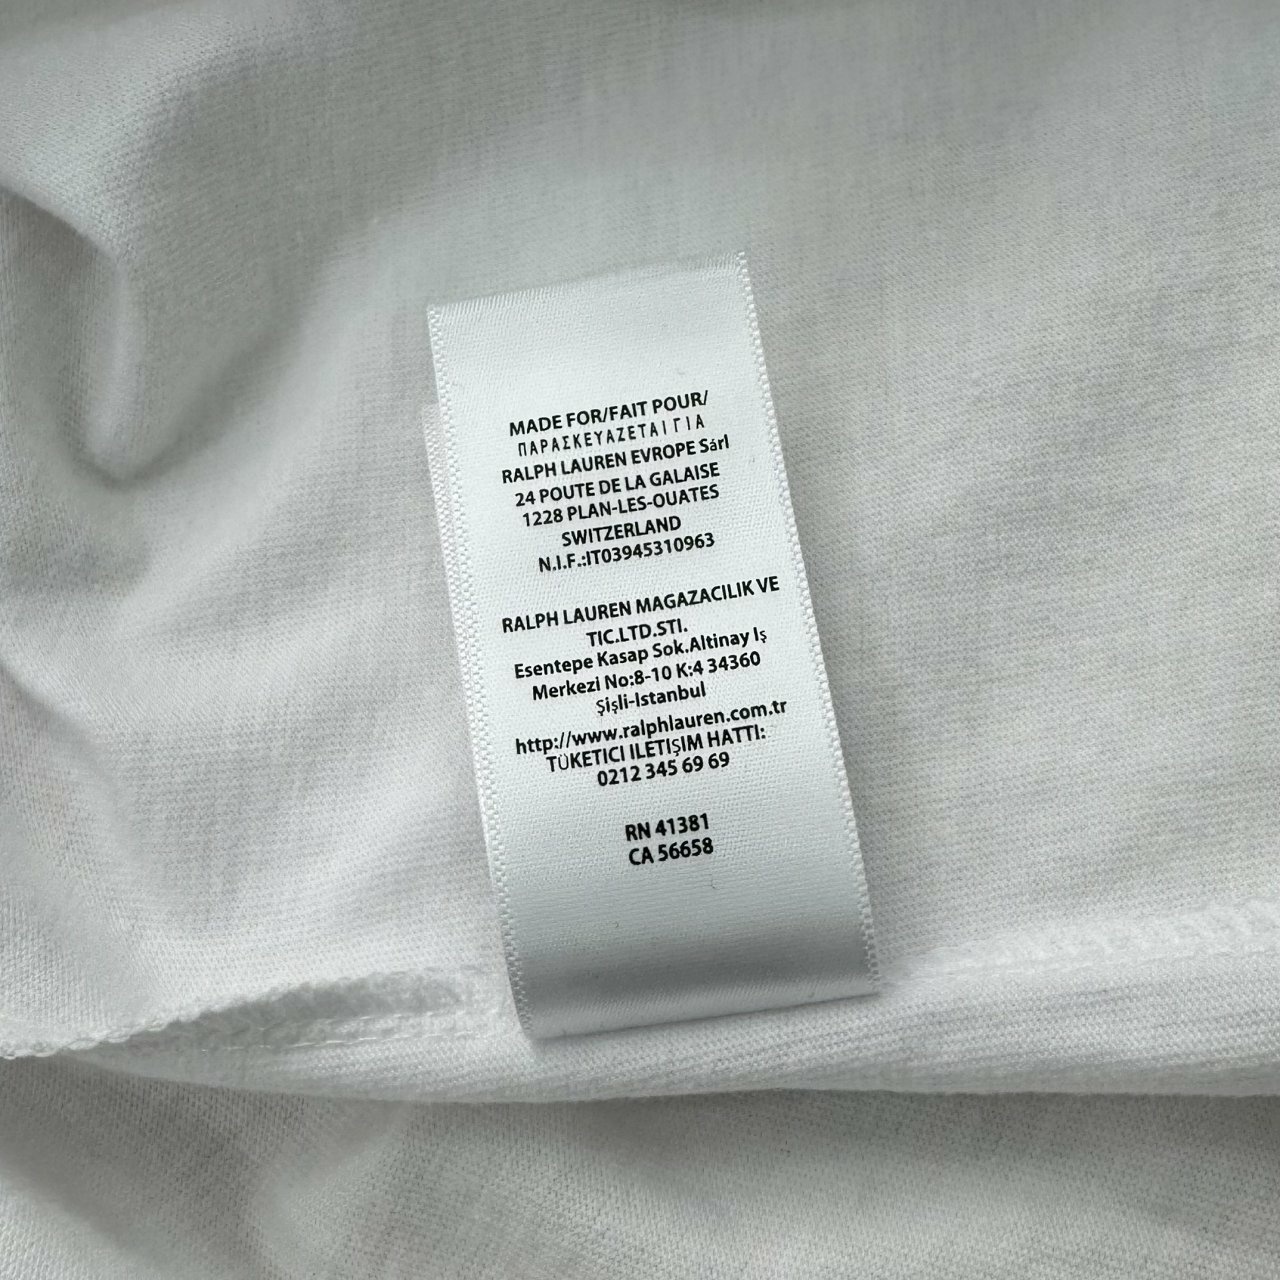 MADE FOR/FAIT POUR/
ΠΑΡΑΣΚΕΥΑΖΕΤΑΙ ΓΙΑ
RALPH LAUREN EVROPE Sárl
24 POUTE DE LA GALAISE
1228 PLAN-LES-OUATES
SWITZERLAND
N.I.F.:IT03945310963
RALPH LAUREN MAGAZACILIK VE
TIC.LTD.STI.
Esentepe Kasap Sok.Altinay Iş
Merkezi No:8-10 K:4 34360
Şişli-Istanbul
http://www.ralphlauren.com.tr
TÜKETICI ILETIŞIM HATTI:
0212 345 69 69
RN 41381
CA 56658